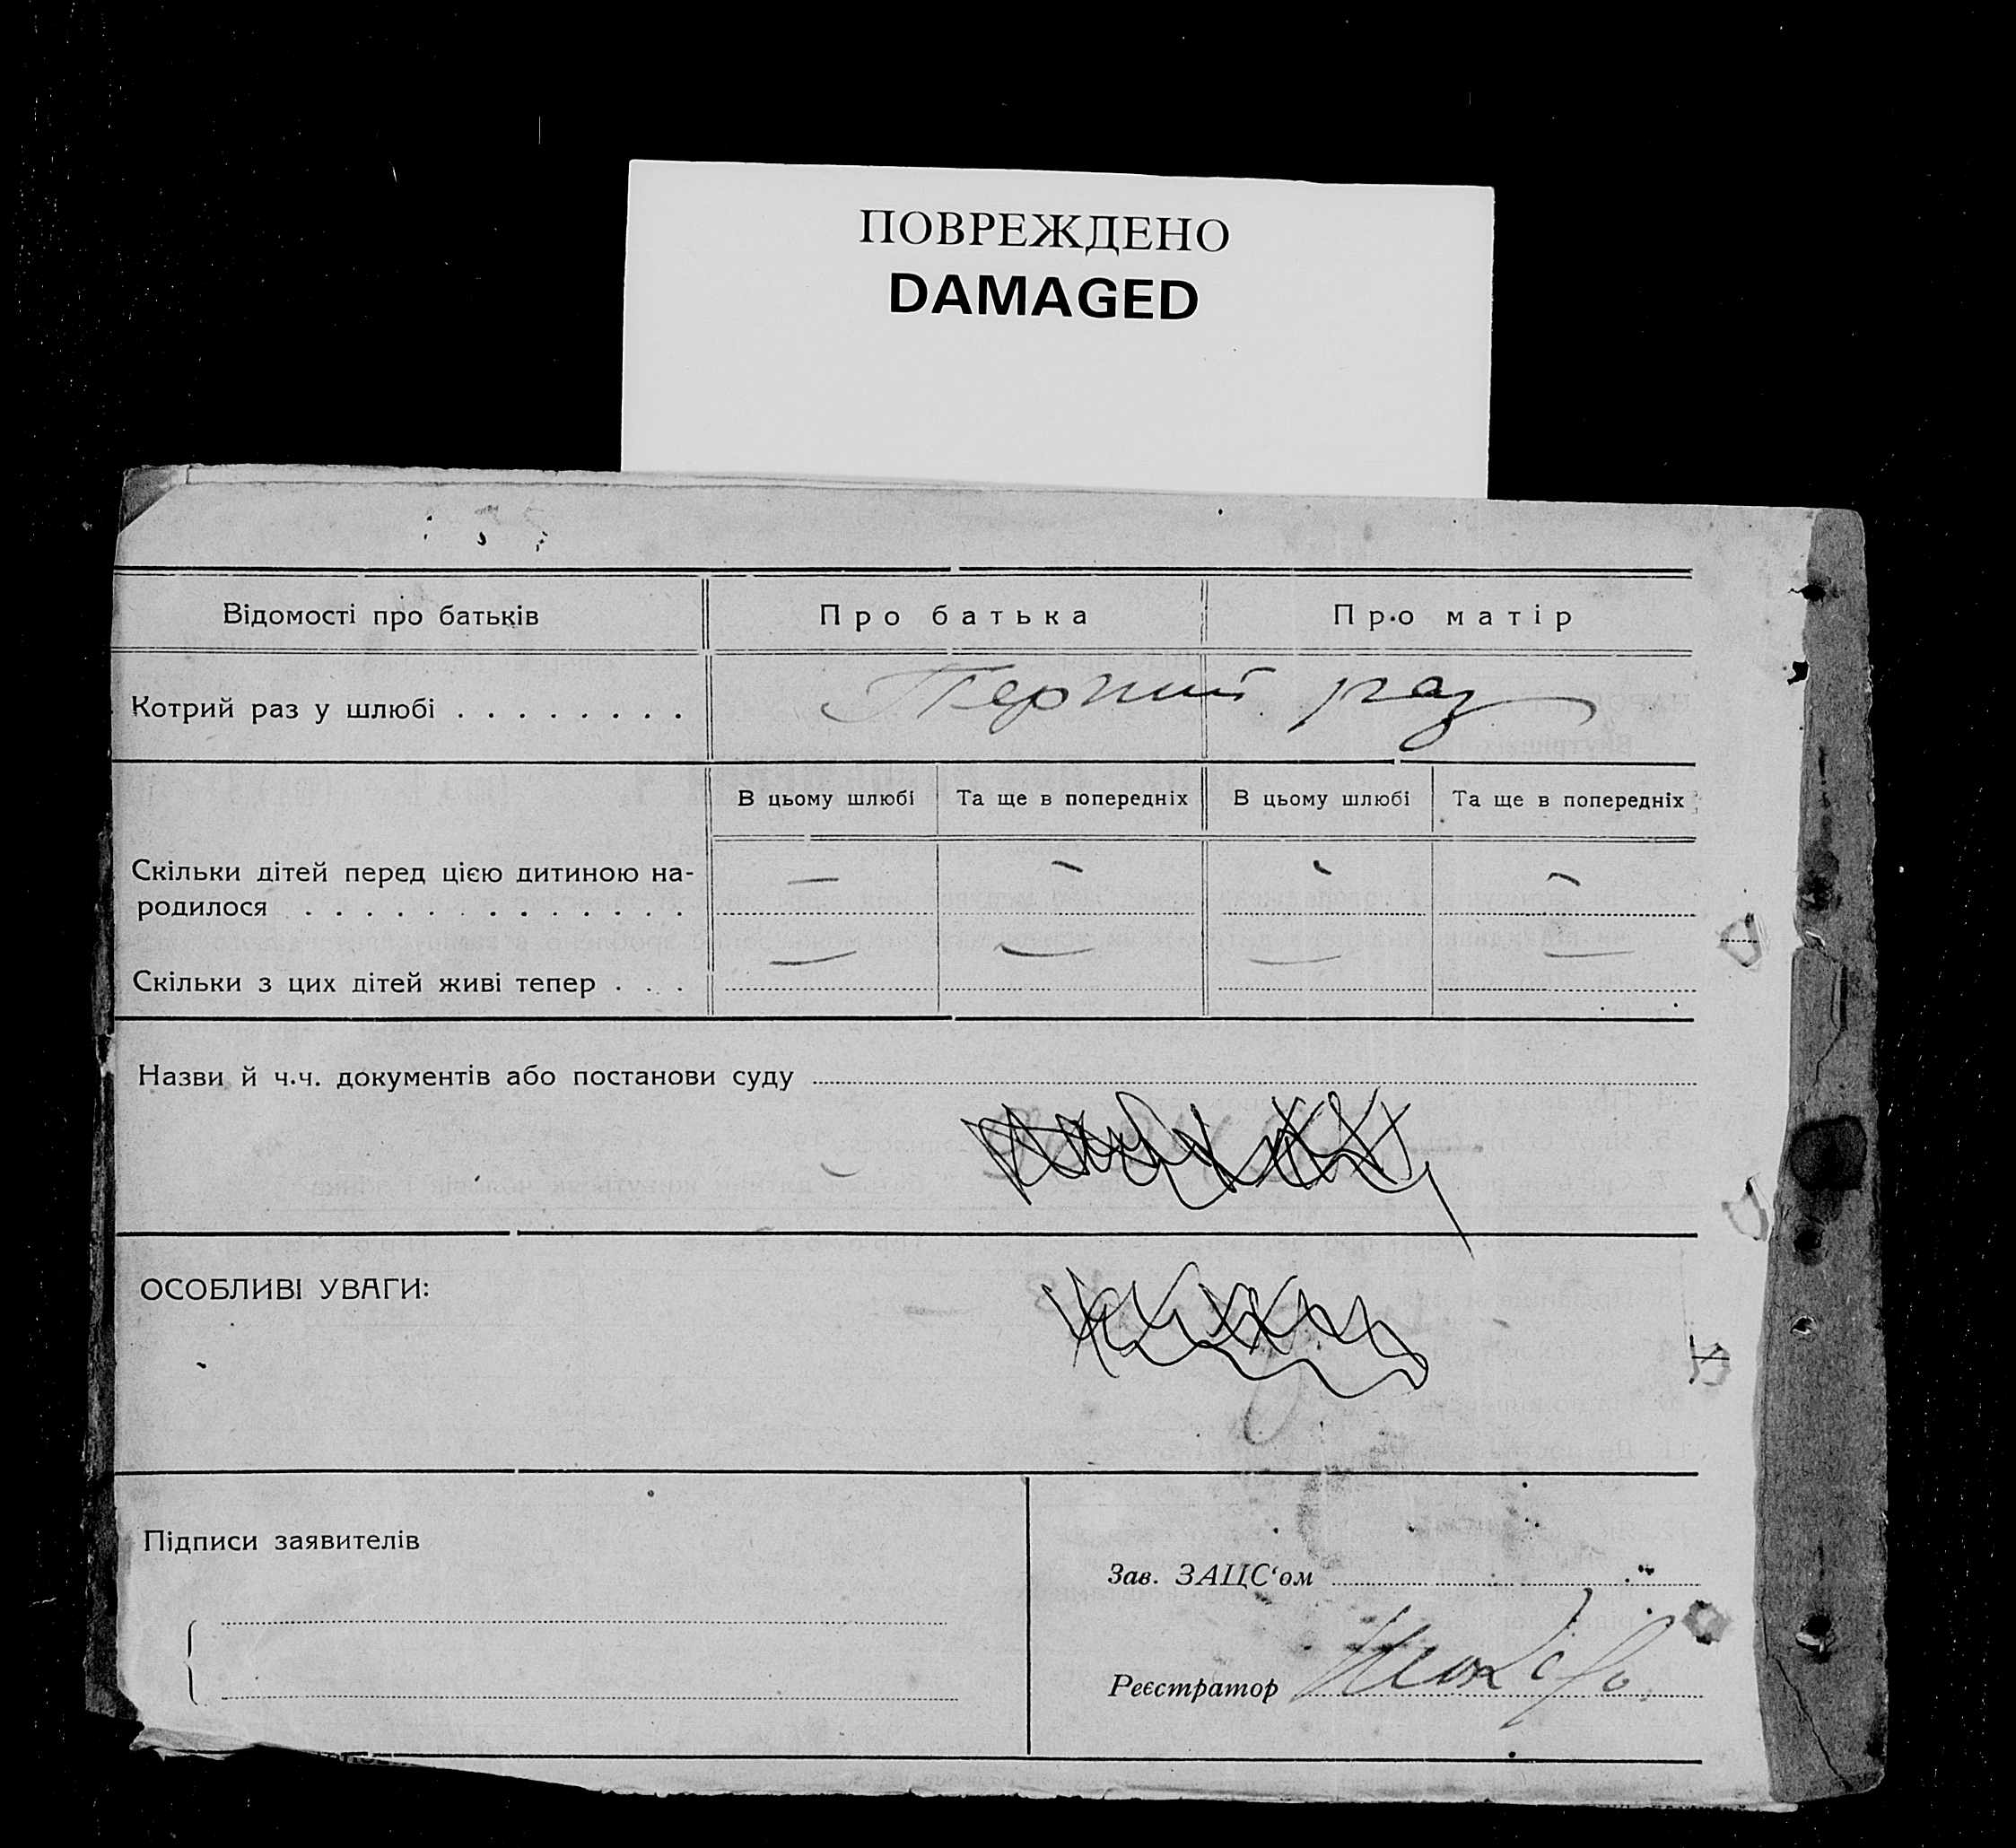 ПОВРЕЖДЕНО
DAMAGED
Відомості про батьків Про батька Про матір
Котрий раз у шлюбі . . . . . . . . Перший раз
В цьому шлюбі Та ще в попередніх В цьому шлюбі Та ще в попередніх
Скільки дітей перед цією дитиною на- — — — —
родилося . . . . . . . . . . . . .
Скільки з цих дітей живі тепер . . . — — — —
Назви й ч.ч. документів або постанови суду
ОСОБЛИВІ УВАГИ:
Підписи заявителів
Зав. ЗАЦС‘ом
Реєстратор